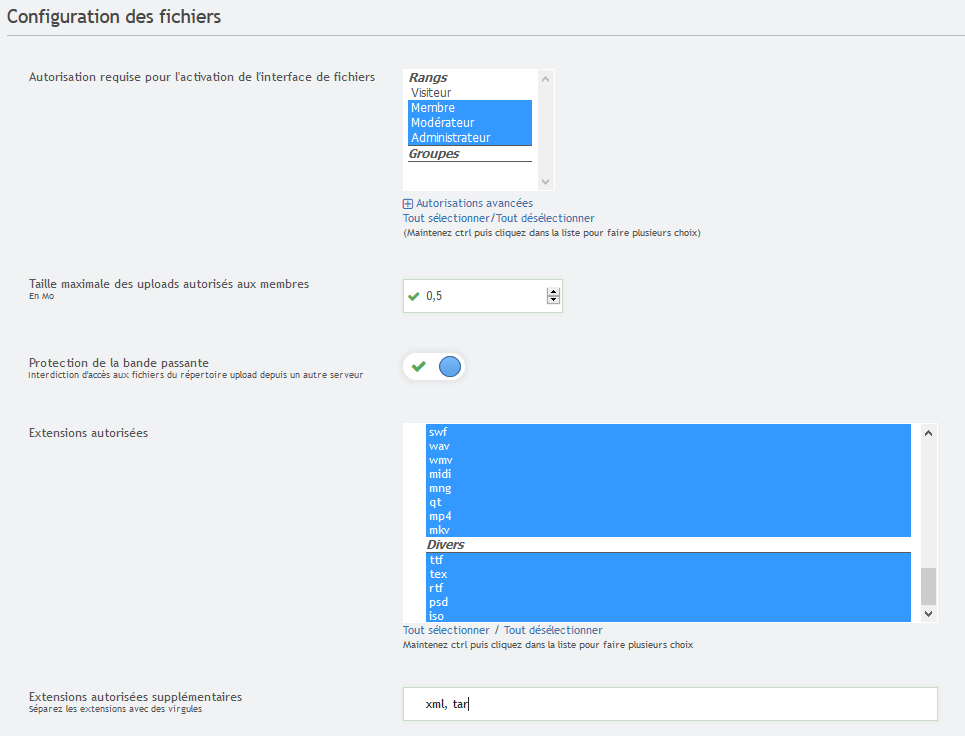 Configuration des fichiers
Autorisation requise pour l'activation de l'interface de fichiers
Rangs
Visiteur
Membre
Modérateur
Administrateur
Groupes
Autorisations avancées
Tout sélectionner/Tout désélectionner
(Maintenez ctrl puis cliquez dans la liste pour faire plusieurs choix)
Taille maximale des uploads autorisés aux membres
En Mo
0,5
Protection de la bande passante
Interdiction d'accès aux fichiers du répertoire upload depuis un autre serveur
Extensions autorisées
swf
wav
wmv
midi
mng
qt
mp4
mkv
Divers
ttf
tex
rtf
psd
iso
Tout sélectionner / Tout désélectionner
Maintenez ctrl puis cliquez dans la liste pour faire plusieurs choix
Extensions autorisées supplémentaires
Séparez les extensions avec des virgules
xml, tar